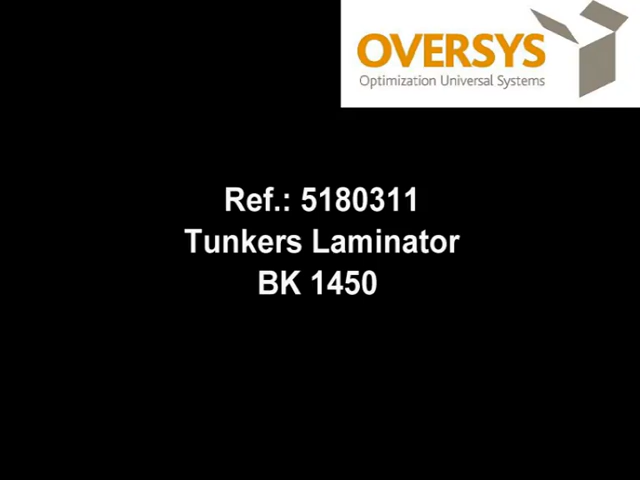 OVERSYS
Optimization Universal Systems
Ref.: 5180311
Tunkers Laminator
BK 1450